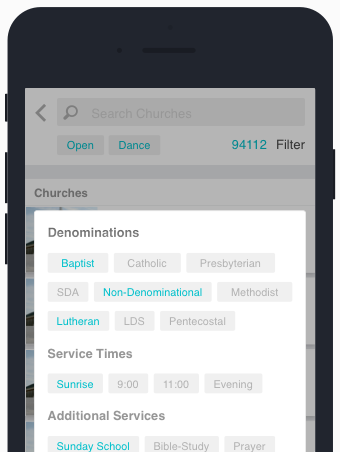 Search Churches
Open Dance 94112 Filter
Churches
Denominations
Baptist Catholic Presbyterian
SDA Non-Denominational Methodist
Lutheran LDS Pentecostal
Service Times
Sunrise 9:00 11:00 Evening
Additional Services
Sunday School Bible-Study Prayer